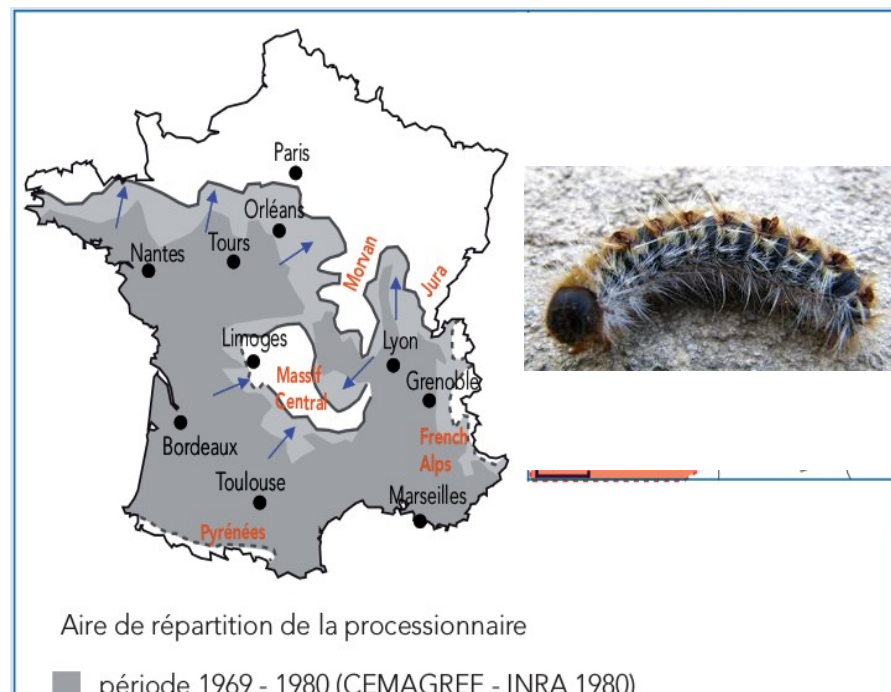 Paris
Orléans
Nantes
Tours
Morvan
Jura
Limoges
Lyon
Massif
Central
Grenoble
Bordeaux
French
Alps
Toulouse
Marseilles
Pyrénées
Aire de répartition de la processionnaire
période 1969 - 1980 (CEMAGREF - INRA 1980)